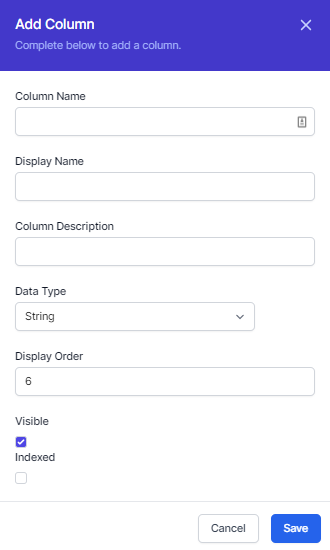 Add Column
Complete below to add a column.
Column Name
Display Name
Column Description
Data Type
String
Display Order
6
Visible
Indexed
Cancel Save